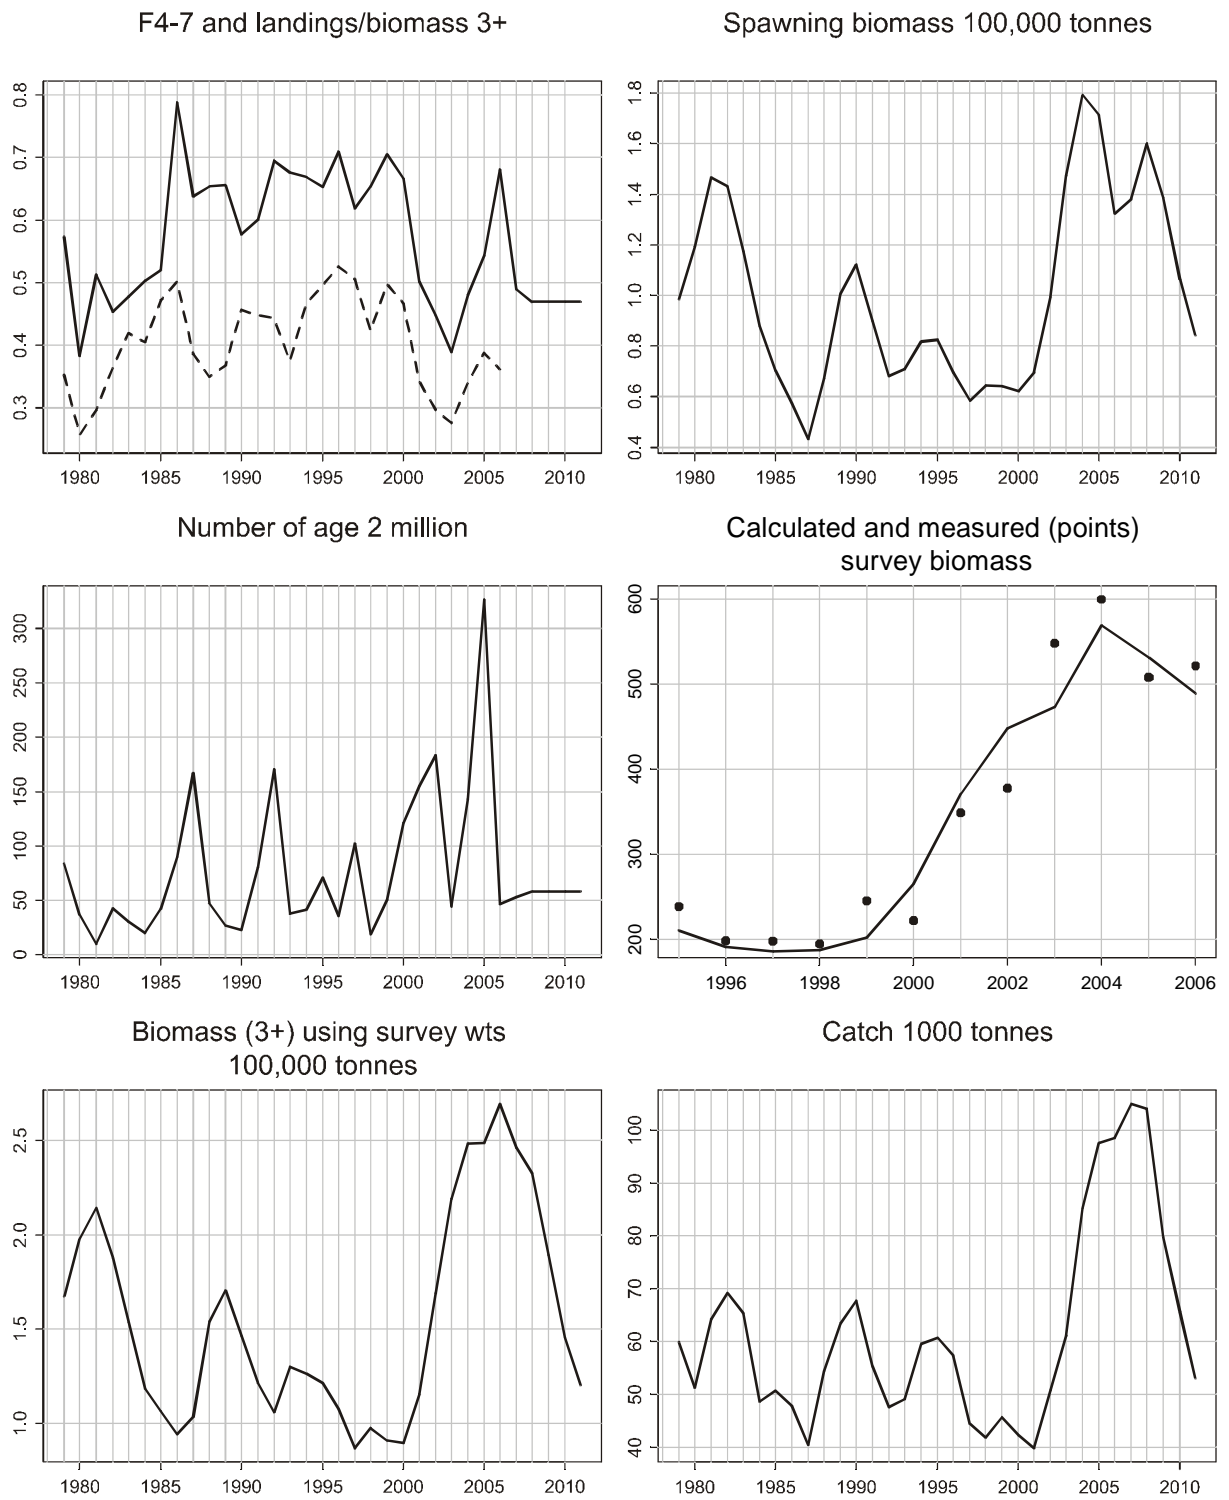 F4-7 and landings/biomass 3+
0.8
0.7
0.6
0.5
0.4
0.3
1980 1985 1990 1995 2000 2005 2010
Spawning biomass 100,000 tonnes
1.8
1.6
1.4
1.2
1.0
0.8
0.6
0.4
1980 1985 1990 1995 2000 2005 2010
Number of age 2 million
300
250
200
150
100
50
0
1980 1985 1990 1995 2000 2005 2010
Calculated and measured (points)
survey biomass
600
500
400
300
200
1996 1998 2000 2002 2004 2006
Biomass (3+) using survey wts
100,000 tonnes
2.5
2.0
1.5
1.0
1980 1985 1990 1995 2000 2005 2010
Catch 1000 tonnes
100
90
80
70
60
50
40
1980 1985 1990 1995 2000 2005 2010